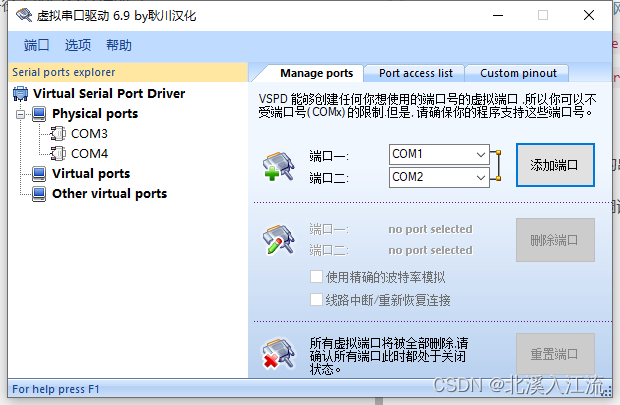 虚拟串口驱动 6.9 by耿川汉化
端口 选项 帮助
Serial ports explorer
Manage ports Port access list Custom pinout
Virtual Serial Port Driver
Physical ports
COM3
COM4
Virtual ports
Other virtual ports
VSPD 能够创建任何你想使用的端口号的虚拟端口 ,所以你可以不
受端口号(COMx)的限制,但是, 请确保你的程序支持这些端口号。
端口一: COM1
端口二: COM2
添加端口
端口一: no port selected
端口二: no port selected
删除端口
使用精确的波特率模拟
线路中断/重新恢复连接
所有虚拟端口将被全部删除,请
确认所有端口此时都处于关闭
状态。
重置端口
For help press F1
CSDN @北溪入江流